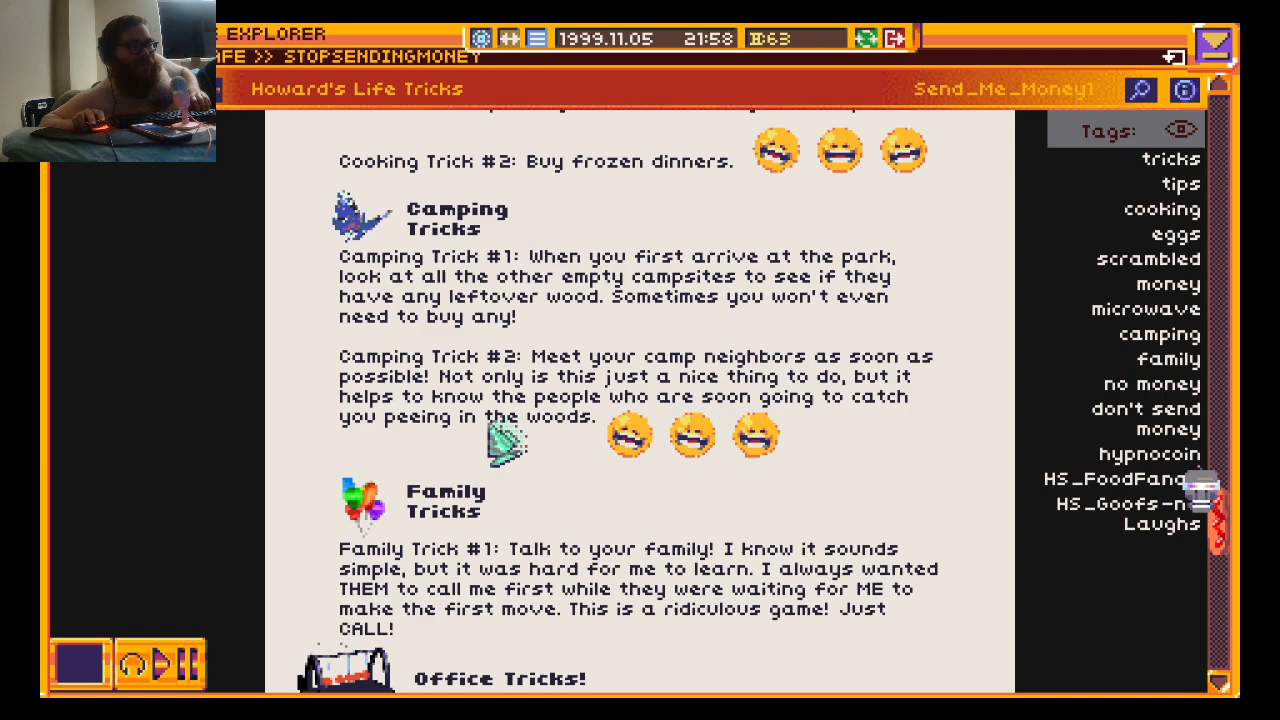 EXPLORER
1999.11.05 21:58
63
FE >> STOPSENDINGMONEY
Howard's Life Tricks
Send_Me_Money1
Cooking Trick #2: Buy frozen dinners.
Camping
Tricks
Camping Trick #1: When you first arrive at the park,
look at all the other empty campsites to see if they
have any leftover wood. Sometimes you won't even
need to buy any!
Camping Trick #2: Meet your camp neighbors as soon as
possible! Not only is this just a nice thing to do, but it
helps to know the people who are soon going to catch
you peeing in the woods.
Family
Tricks
Family Trick #1: Talk to your family! I know it sounds
simple, but it was hard for me to learn. I always wanted
THEM to call me first while they were waiting for ME to
make the first move. This is a ridiculous game! Just
CALL!
Office Tricks!
Tags:
tricks
tips
cooking
eggs
scrambled
money
microwave
camping
family
no money
don't send
money
hypnocoin
HS_FoodFan
HS_Goofs-n
Laughs